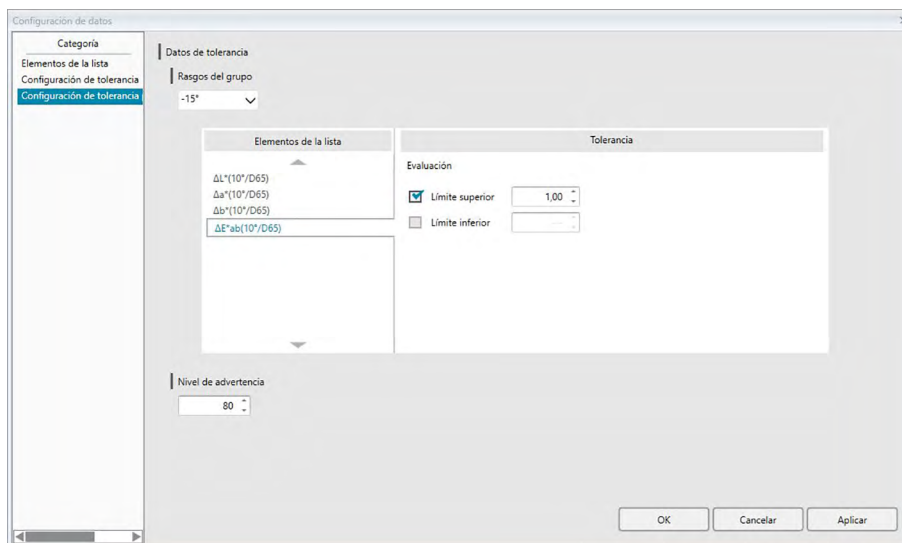 Configuración de datos
Categoría
Elementos de la lista
Configuración de tolerancia
Configuración de tolerancia
Datos de tolerancia
Rasgos del grupo
-15°
Elementos de la lista
ΔL*(10°/D65)
Δa*(10°/D65)
Δb*(10°/D65)
ΔE*ab(10°/D65)
Tolerancia
Evaluación
Límite superior 1,00
Límite inferior ---
Nivel de advertencia
80
OK Cancelar Aplicar